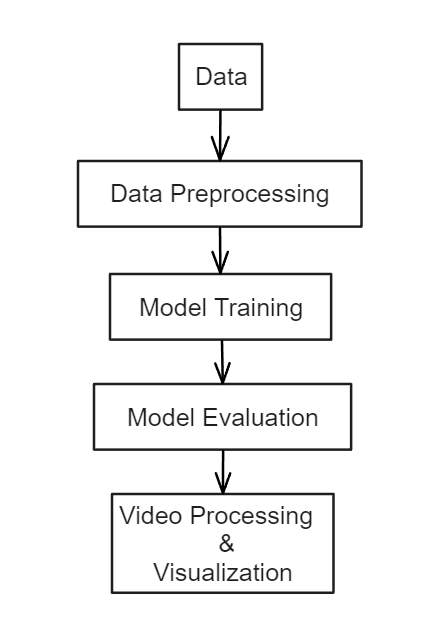 Data
Data Preprocessing
Model Training
Model Evaluation
Video Processing
&
Visualization